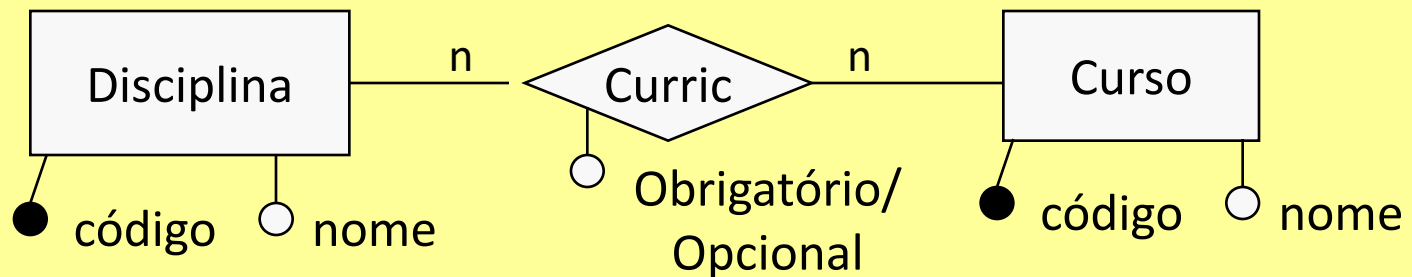 Disciplina
n
Curric
n
Curso
código
nome
Obrigatório/
Opcional
código
nome